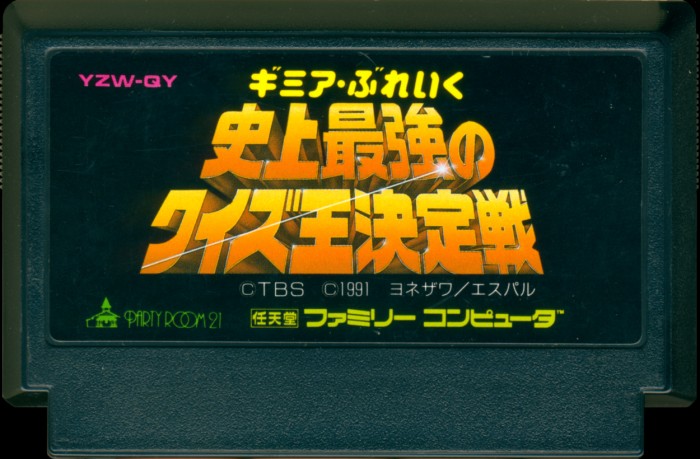 YZW-QY
ギミア・ぶれいく
史上最強の
クイズ王決定戦
©TBS ©1991 ヨネザワ/エスパル
PARTY ROOM 21
任天堂 ファミリー コンピュータ™